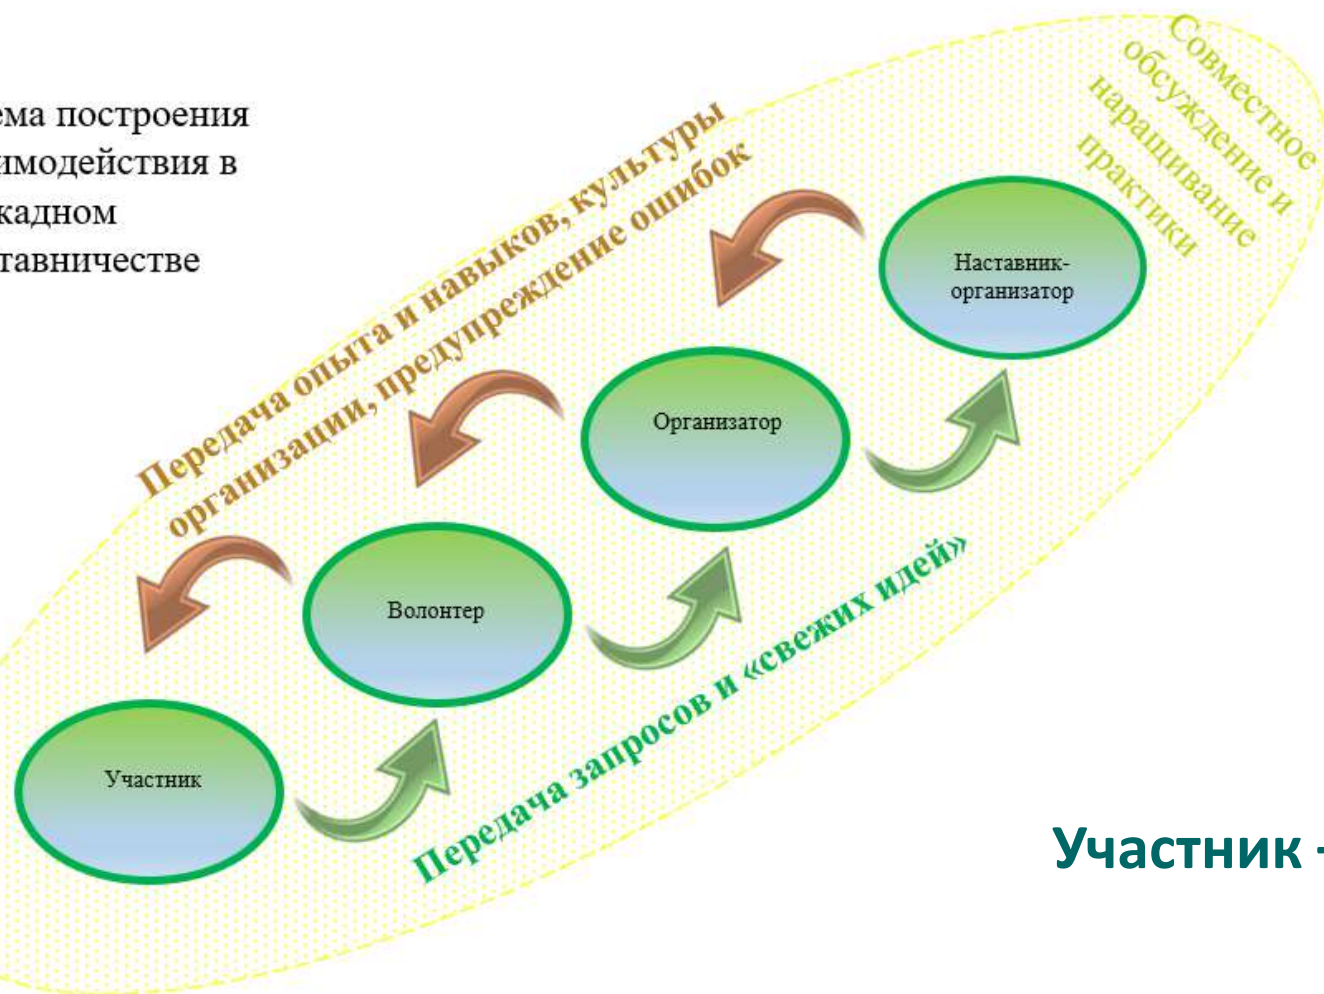 ема построения
имодействия в
кадном
тавничестве
Передача опыта и навыков, культуры
организации, предупреждение ошибок
Совместное
обсуждение и
наращивание
практики
Наставник-
организатор
Организатор
Волонтер
Участник
Передача запросов и «свежих идей»
Участник -